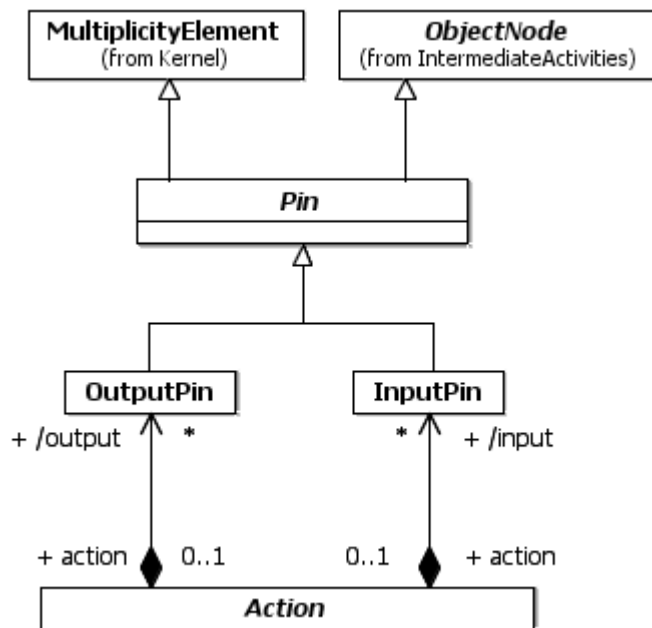 MultiplicityElement
(from Kernel)
ObjectNode
(from IntermediateActivities)
Pin
OutputPin
InputPin
+ /output
*
*
+ /input
+ action
0..1
0..1
+ action
Action